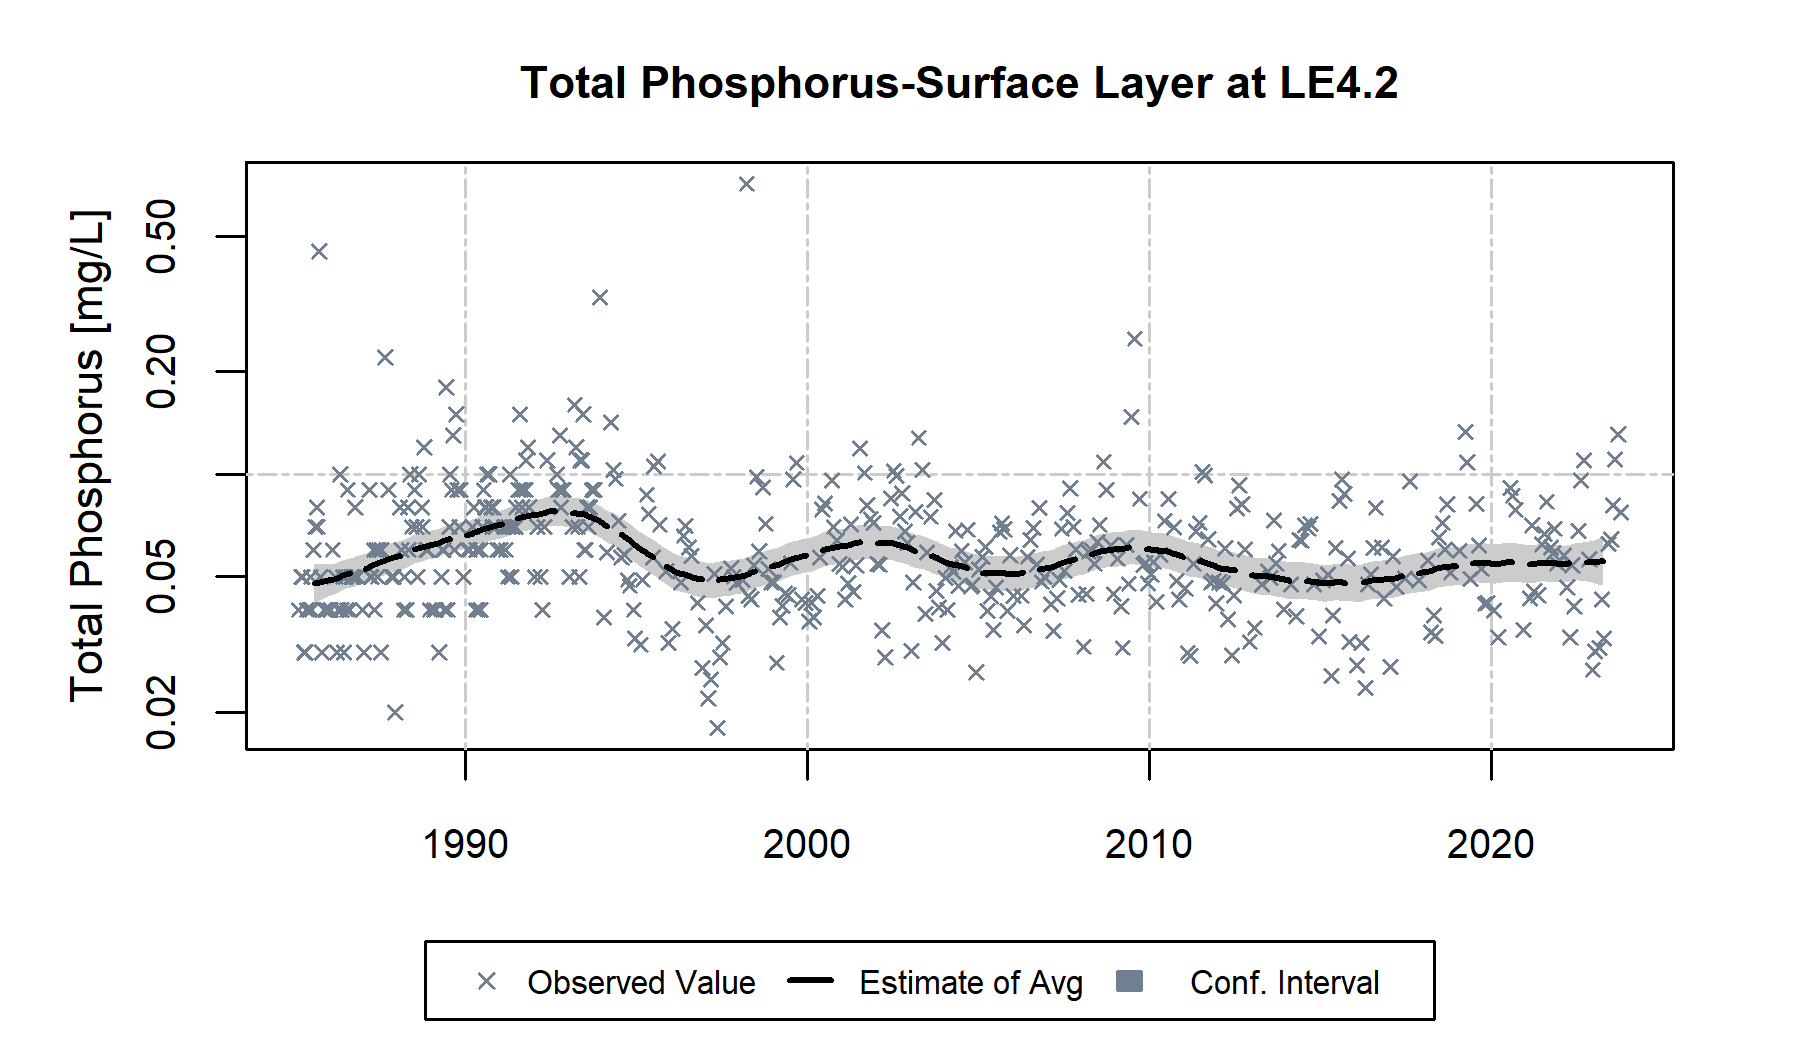 Total Phosphorus-Surface Layer at LE4.2
Total Phosphorus [mg/L]
0.50
0.20
0.05
0.02
1990 2000 2010 2020
Observed Value Estimate of Avg Conf. Interval